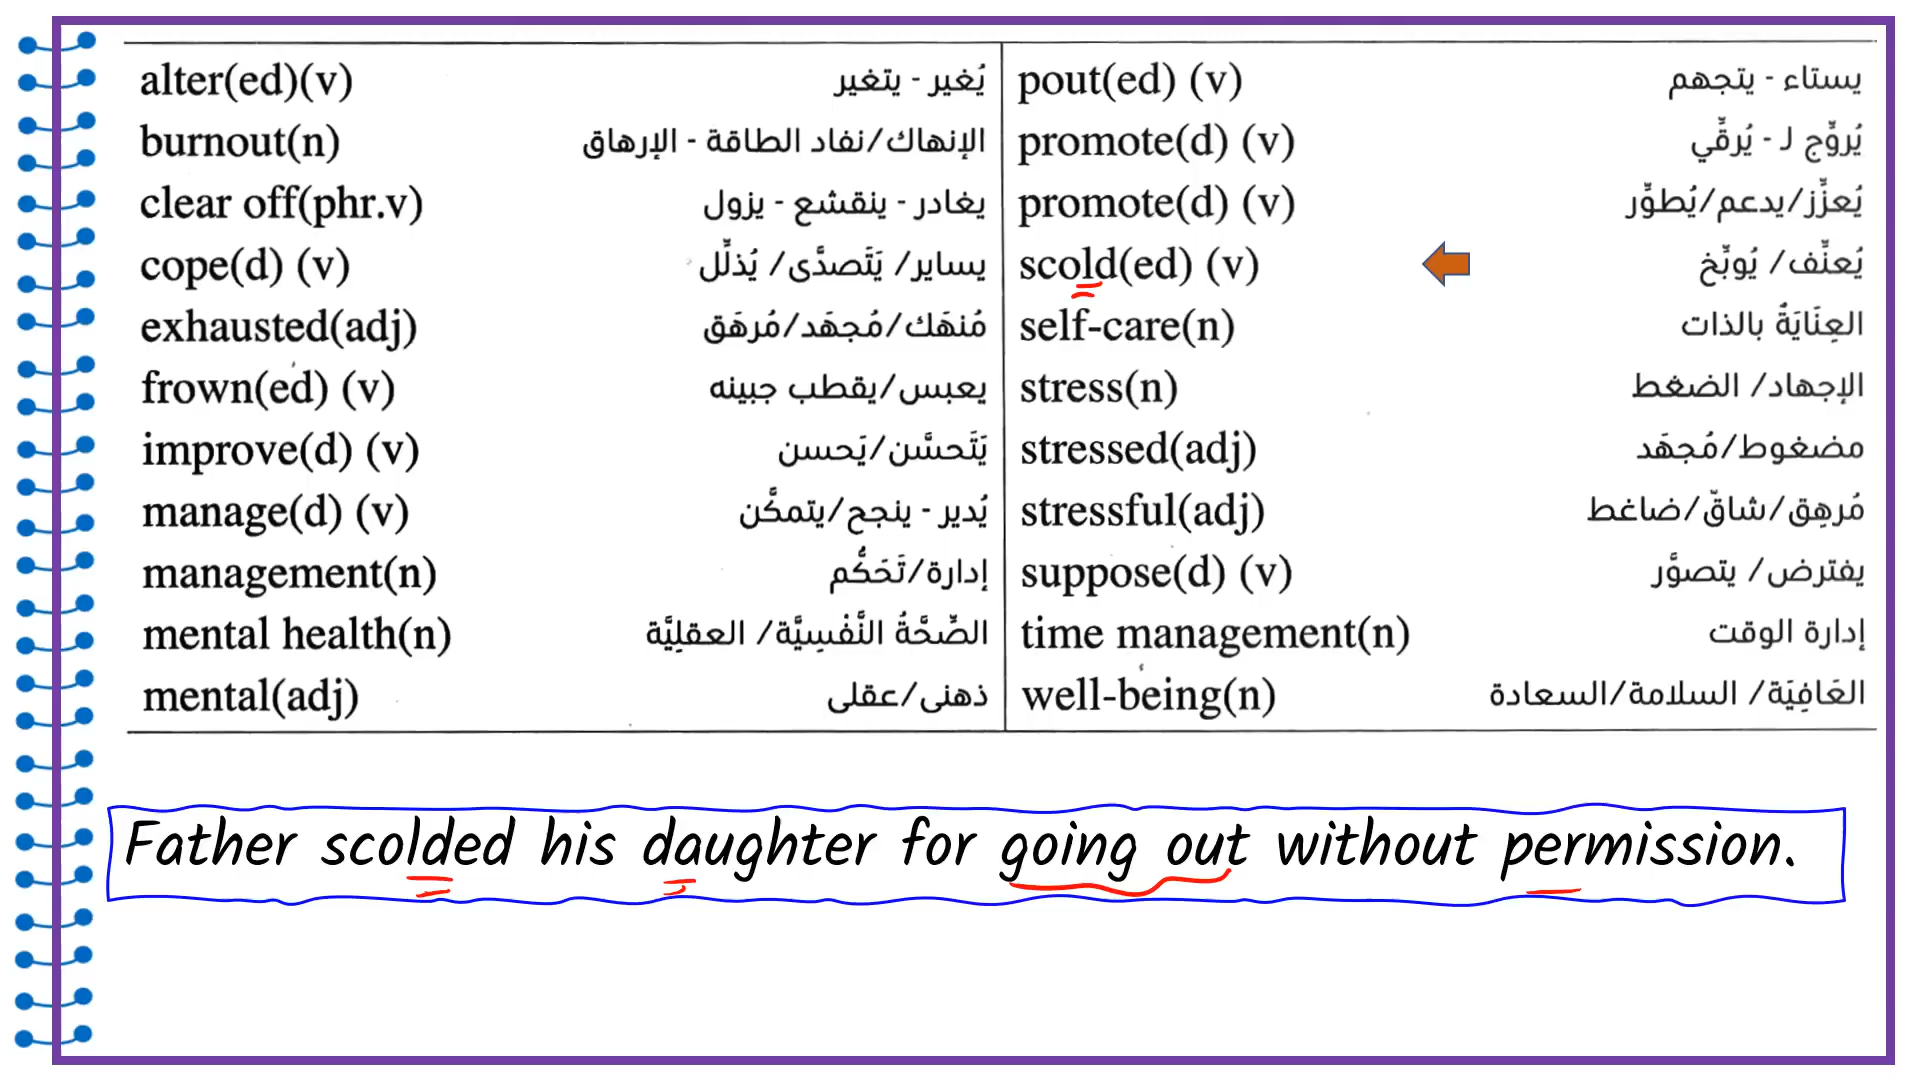 alter(ed)(v) يُغير - يتغير
burnout(n) الإنهاك/نفاد الطاقة - الإرهاق
clear off(phr.v) يغادر - ينقشع - يزول
cope(d) (v) يساير/ يَتَصدَّى/ يُذلِّل
exhausted(adj) مُنهَك/مُجهَد/مُرهَق
frown(ed) (v) يعبس/يقطب جبينه
improve(d) (v) يَتَحسَّن/يَحسن
manage(d) (v) يُدير - ينجح/يتمكَّن
management(n) إدارة/تَحَكُّم
mental health(n) الصِّحَّةُ النَّفْسِيَّة/ العقلِيَّة
mental(adj) ذهنى/عقلى
pout(ed) (v) يستاء - يتجهم
promote(d) (v) يُروِّج لـ - يُرقِّي
promote(d) (v) يُعزِّز/يدعم/يُطوِّر
scold(ed) (v) يُعنِّف/ يُوبِّخ
self-care(n) العِنَايَةُ بالذات
stress(n) الإجهاد/ الضغط
stressed(adj) مضغوط/مُجهَد
stressful(adj) مُرهِق/شاقّ/ضاغط
suppose(d) (v) يفترض/ يتصوَّر
time management(n) إدارة الوقت
well-being(n) العَافِيَة/ السلامة/السعادة
Father scolded his daughter for going out without permission.